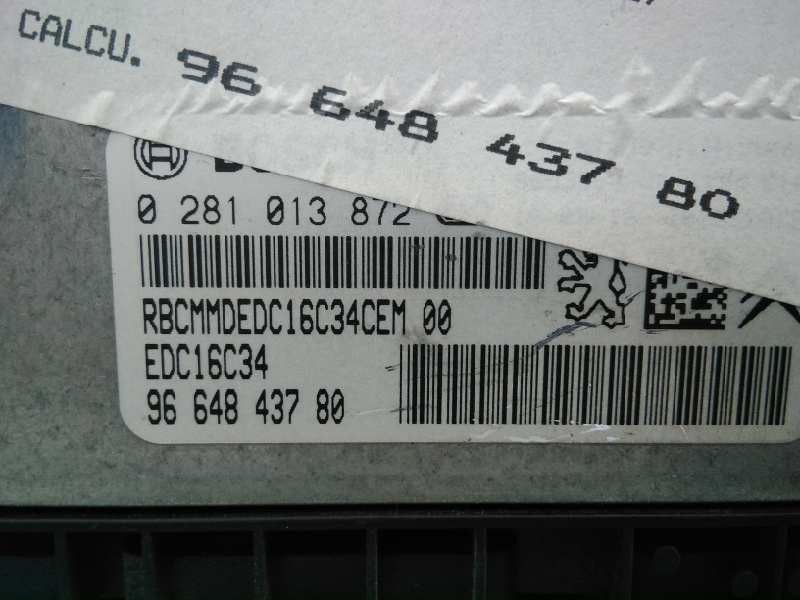 CALCU. 96 648 437 80
0 281 013 872
RBCMMDEDC16C34CEM 00
EDC16C34
96 648 437 80